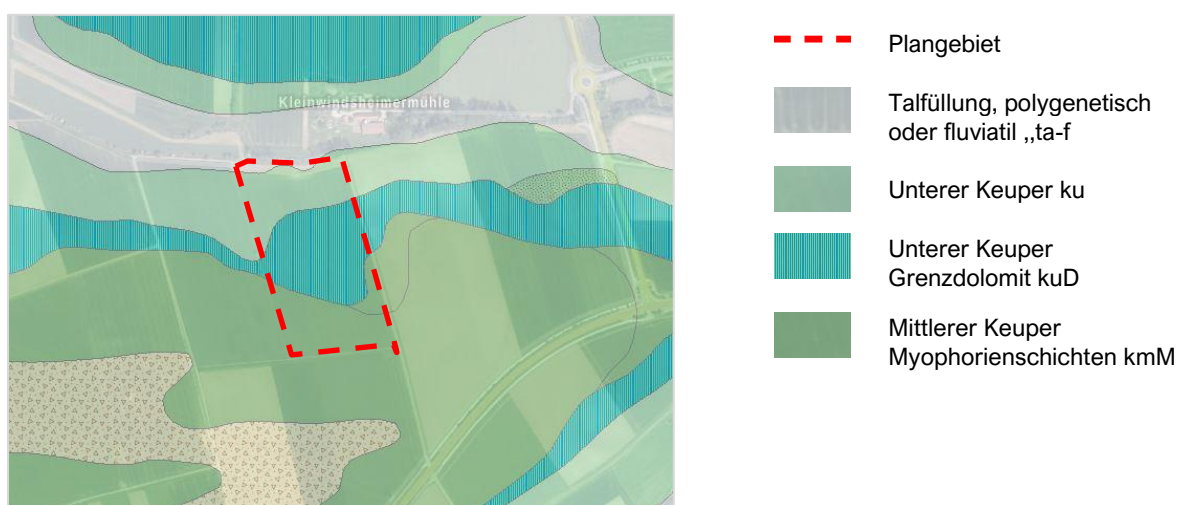 Kleinwindsheimermühle
Plangebiet
Talfüllung, polygenetisch
oder fluviatil ,,ta-f
Unterer Keuper ku
Unterer Keuper
Grenzdolomit kuD
Mittlerer Keuper
Myophorienschichten kmM